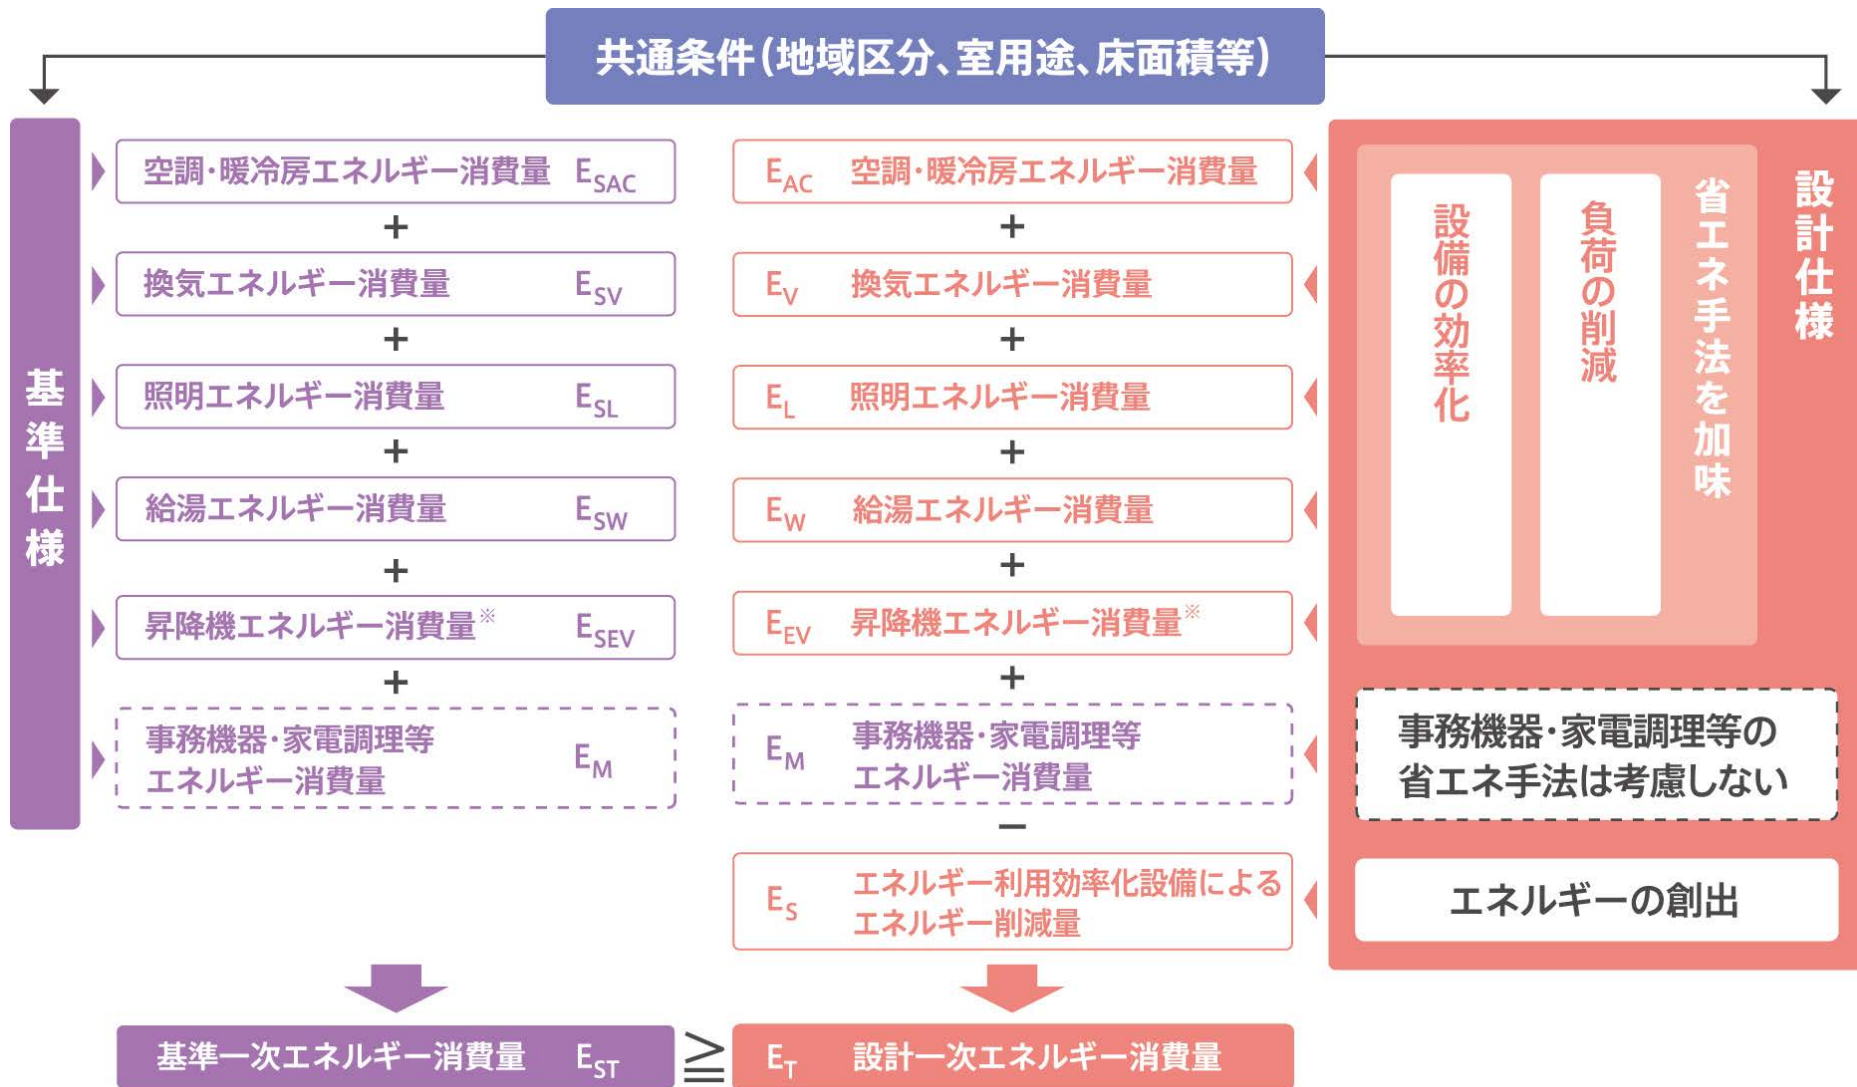 共通条件(地域区分、室用途、床面積等)
基準仕様
空調・暖冷房エネルギー消費量 ESAC
+
換気エネルギー消費量 ESV
+
照明エネルギー消費量 ESL
+
給湯エネルギー消費量 ESW
+
昇降機エネルギー消費量※ ESEV
+
事務機器・家電調理等
エネルギー消費量 EM
基準一次エネルギー消費量 EST
≧
EAC 空調・暖冷房エネルギー消費量
+
EV 換気エネルギー消費量
+
EL 照明エネルギー消費量
+
EW 給湯エネルギー消費量
+
EEV 昇降機エネルギー消費量※
+
EM 事務機器・家電調理等
エネルギー消費量
−
ES エネルギー利用効率化設備による
エネルギー削減量
ET 設計一次エネルギー消費量
設計仕様
省エネ手法を加味
負荷の削減
設備の効率化
事務機器・家電調理等の
省エネ手法は考慮しない
エネルギーの創出